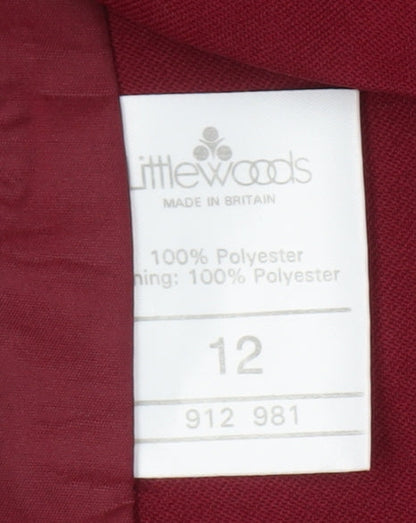 Littlewoods
MADE IN BRITAIN
100% Polyester
ning: 100% Polyester
12
912 981